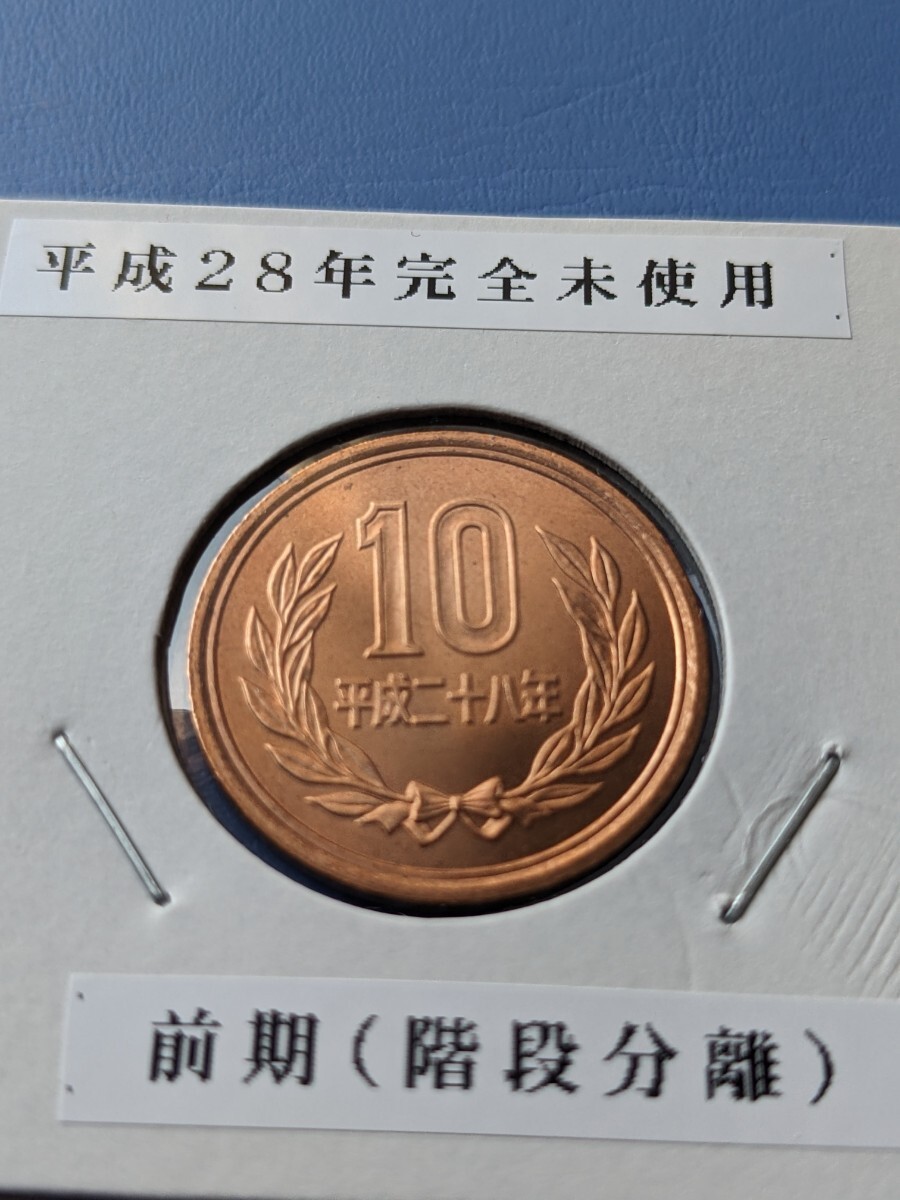 平成28年完全未使用
10
平成二十八年
前期(階段分離)